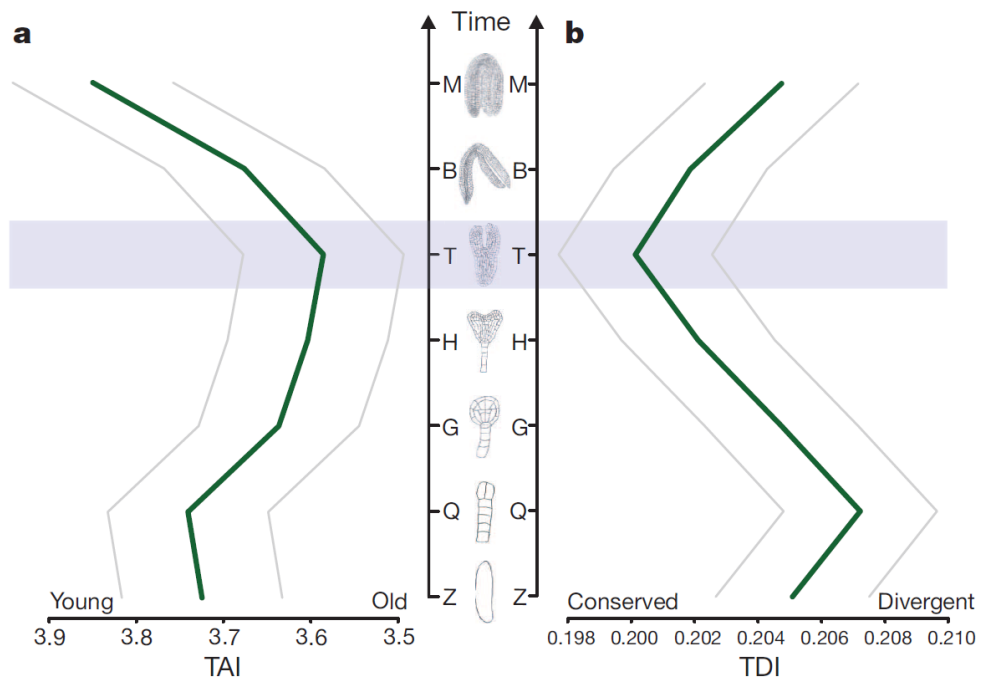 a
Time
b
M M
B B
T T
H H
G G
Q Q
Z Z
Young Old
Conserved Divergent
3.9 3.8 3.7 3.6 3.5
0.198 0.200 0.202 0.204 0.206 0.208 0.210
TAI
TDI